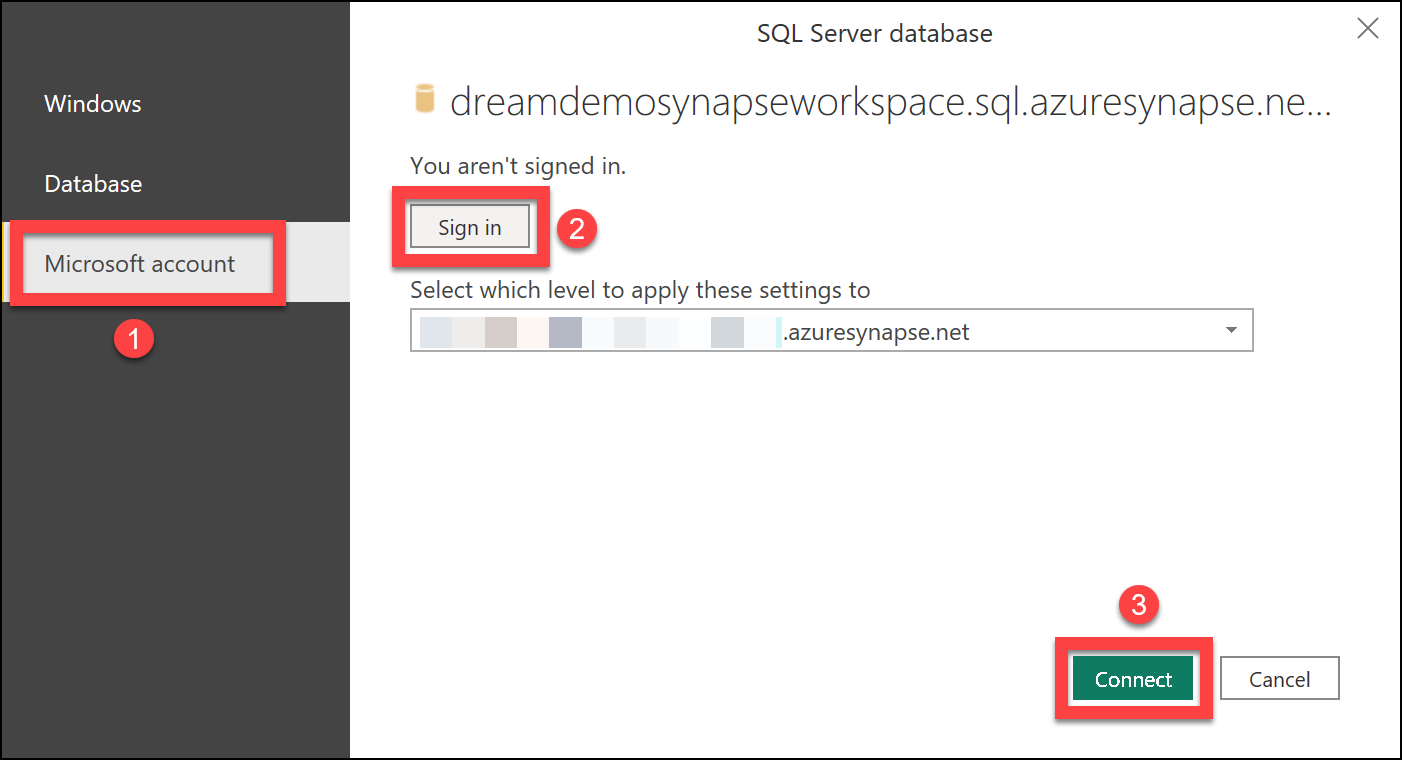 SQL Server database
Windows
Database
Microsoft account
1
dreamdemosynapseworkspace.sql.azuresynapse.ne...
You aren't signed in.
Sign in
2
Select which level to apply these settings to
.azuresynapse.net
3
Connect
Cancel